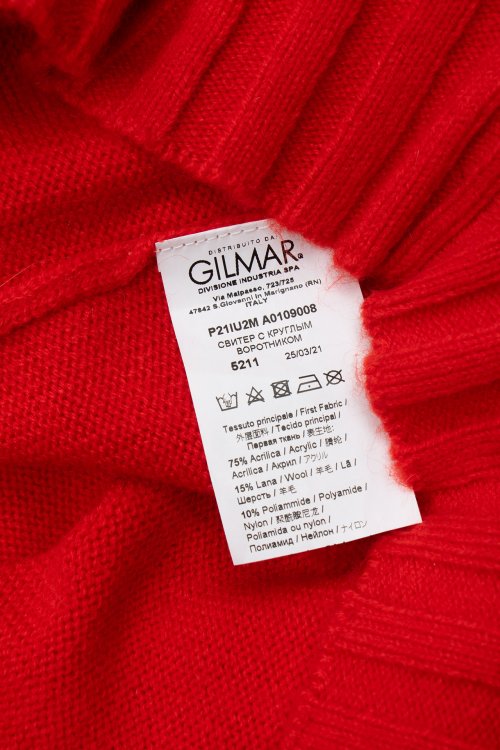 DISTRIBUITO DA:
GILMAR®
DIVISIONE INDUSTRIA SPA
Via Malpasso, 723/725
47842 S.Giovanni In Marignano (RN)
ITALY
P21IU2M A0109008
СВИТЕР С КРУГЛЫМ
ВОРОТНИКОМ
5211 25/03/21
Tessuto principale / First Fabric /
外層面料 / Tecido principal /
Первая ткань / 表生地:
75% Acrilica / Acrylic / 腈纶 /
Acrílica / Акрил / アクリル
15% Lana / Wool / 羊毛 / Lã /
Шерсть / 羊毛
10% Poliammide / Polyamide /
Nylon / 聚酰胺尼龙 /
Poliamida ou nylon /
Полиамид / Нейлон / ナイロン